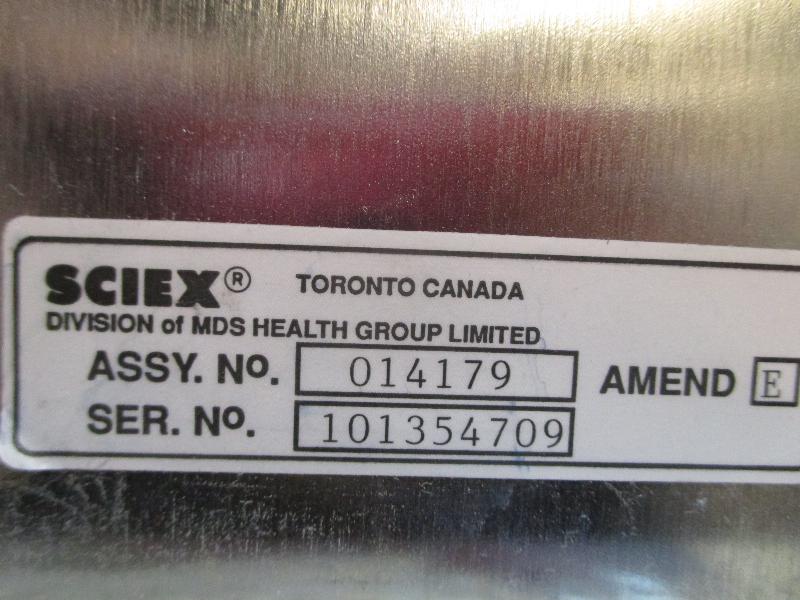 SCIEX® TORONTO CANADA
DIVISION of MDS HEALTH GROUP LIMITED
ASSY. No. 014179 AMEND E
SER. No. 101354709